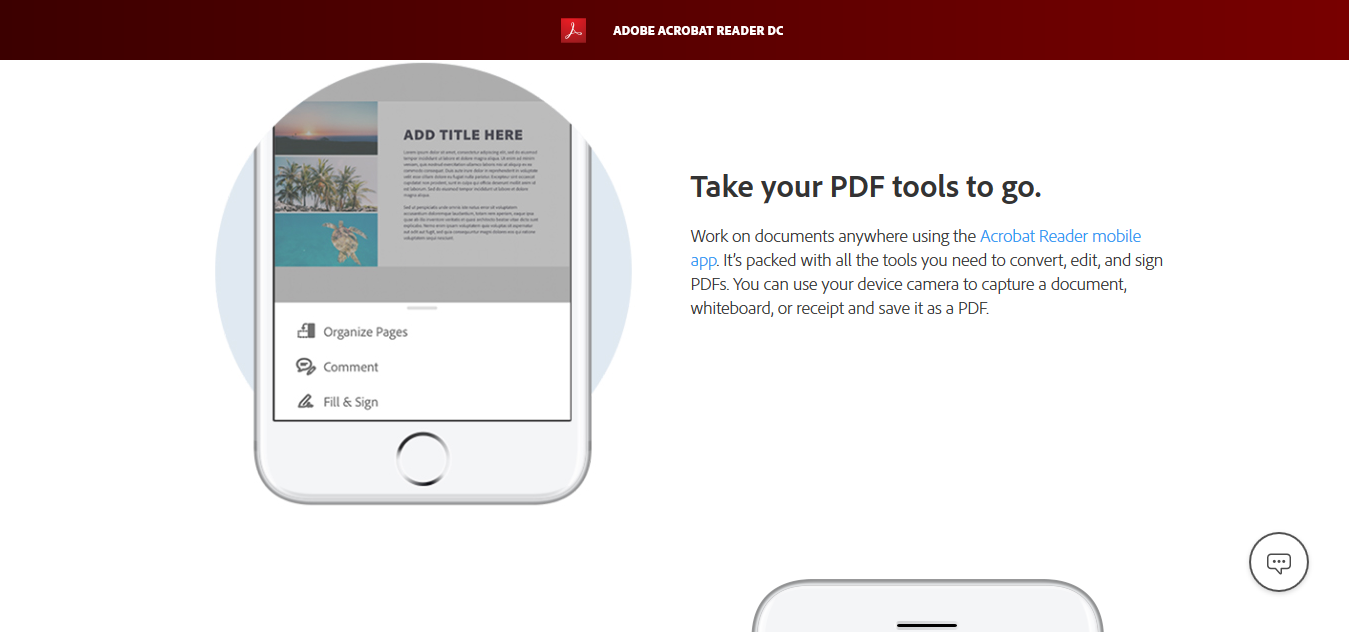 ADOBE ACROBAT READER DC
ADD TITLE HERE
Organize Pages
Comment
Fill & Sign
Take your PDF tools to go.
Work on documents anywhere using the Acrobat Reader mobile
app. It’s packed with all the tools you need to convert, edit, and sign
PDFs. You can use your device camera to capture a document,
whiteboard, or receipt and save it as a PDF.